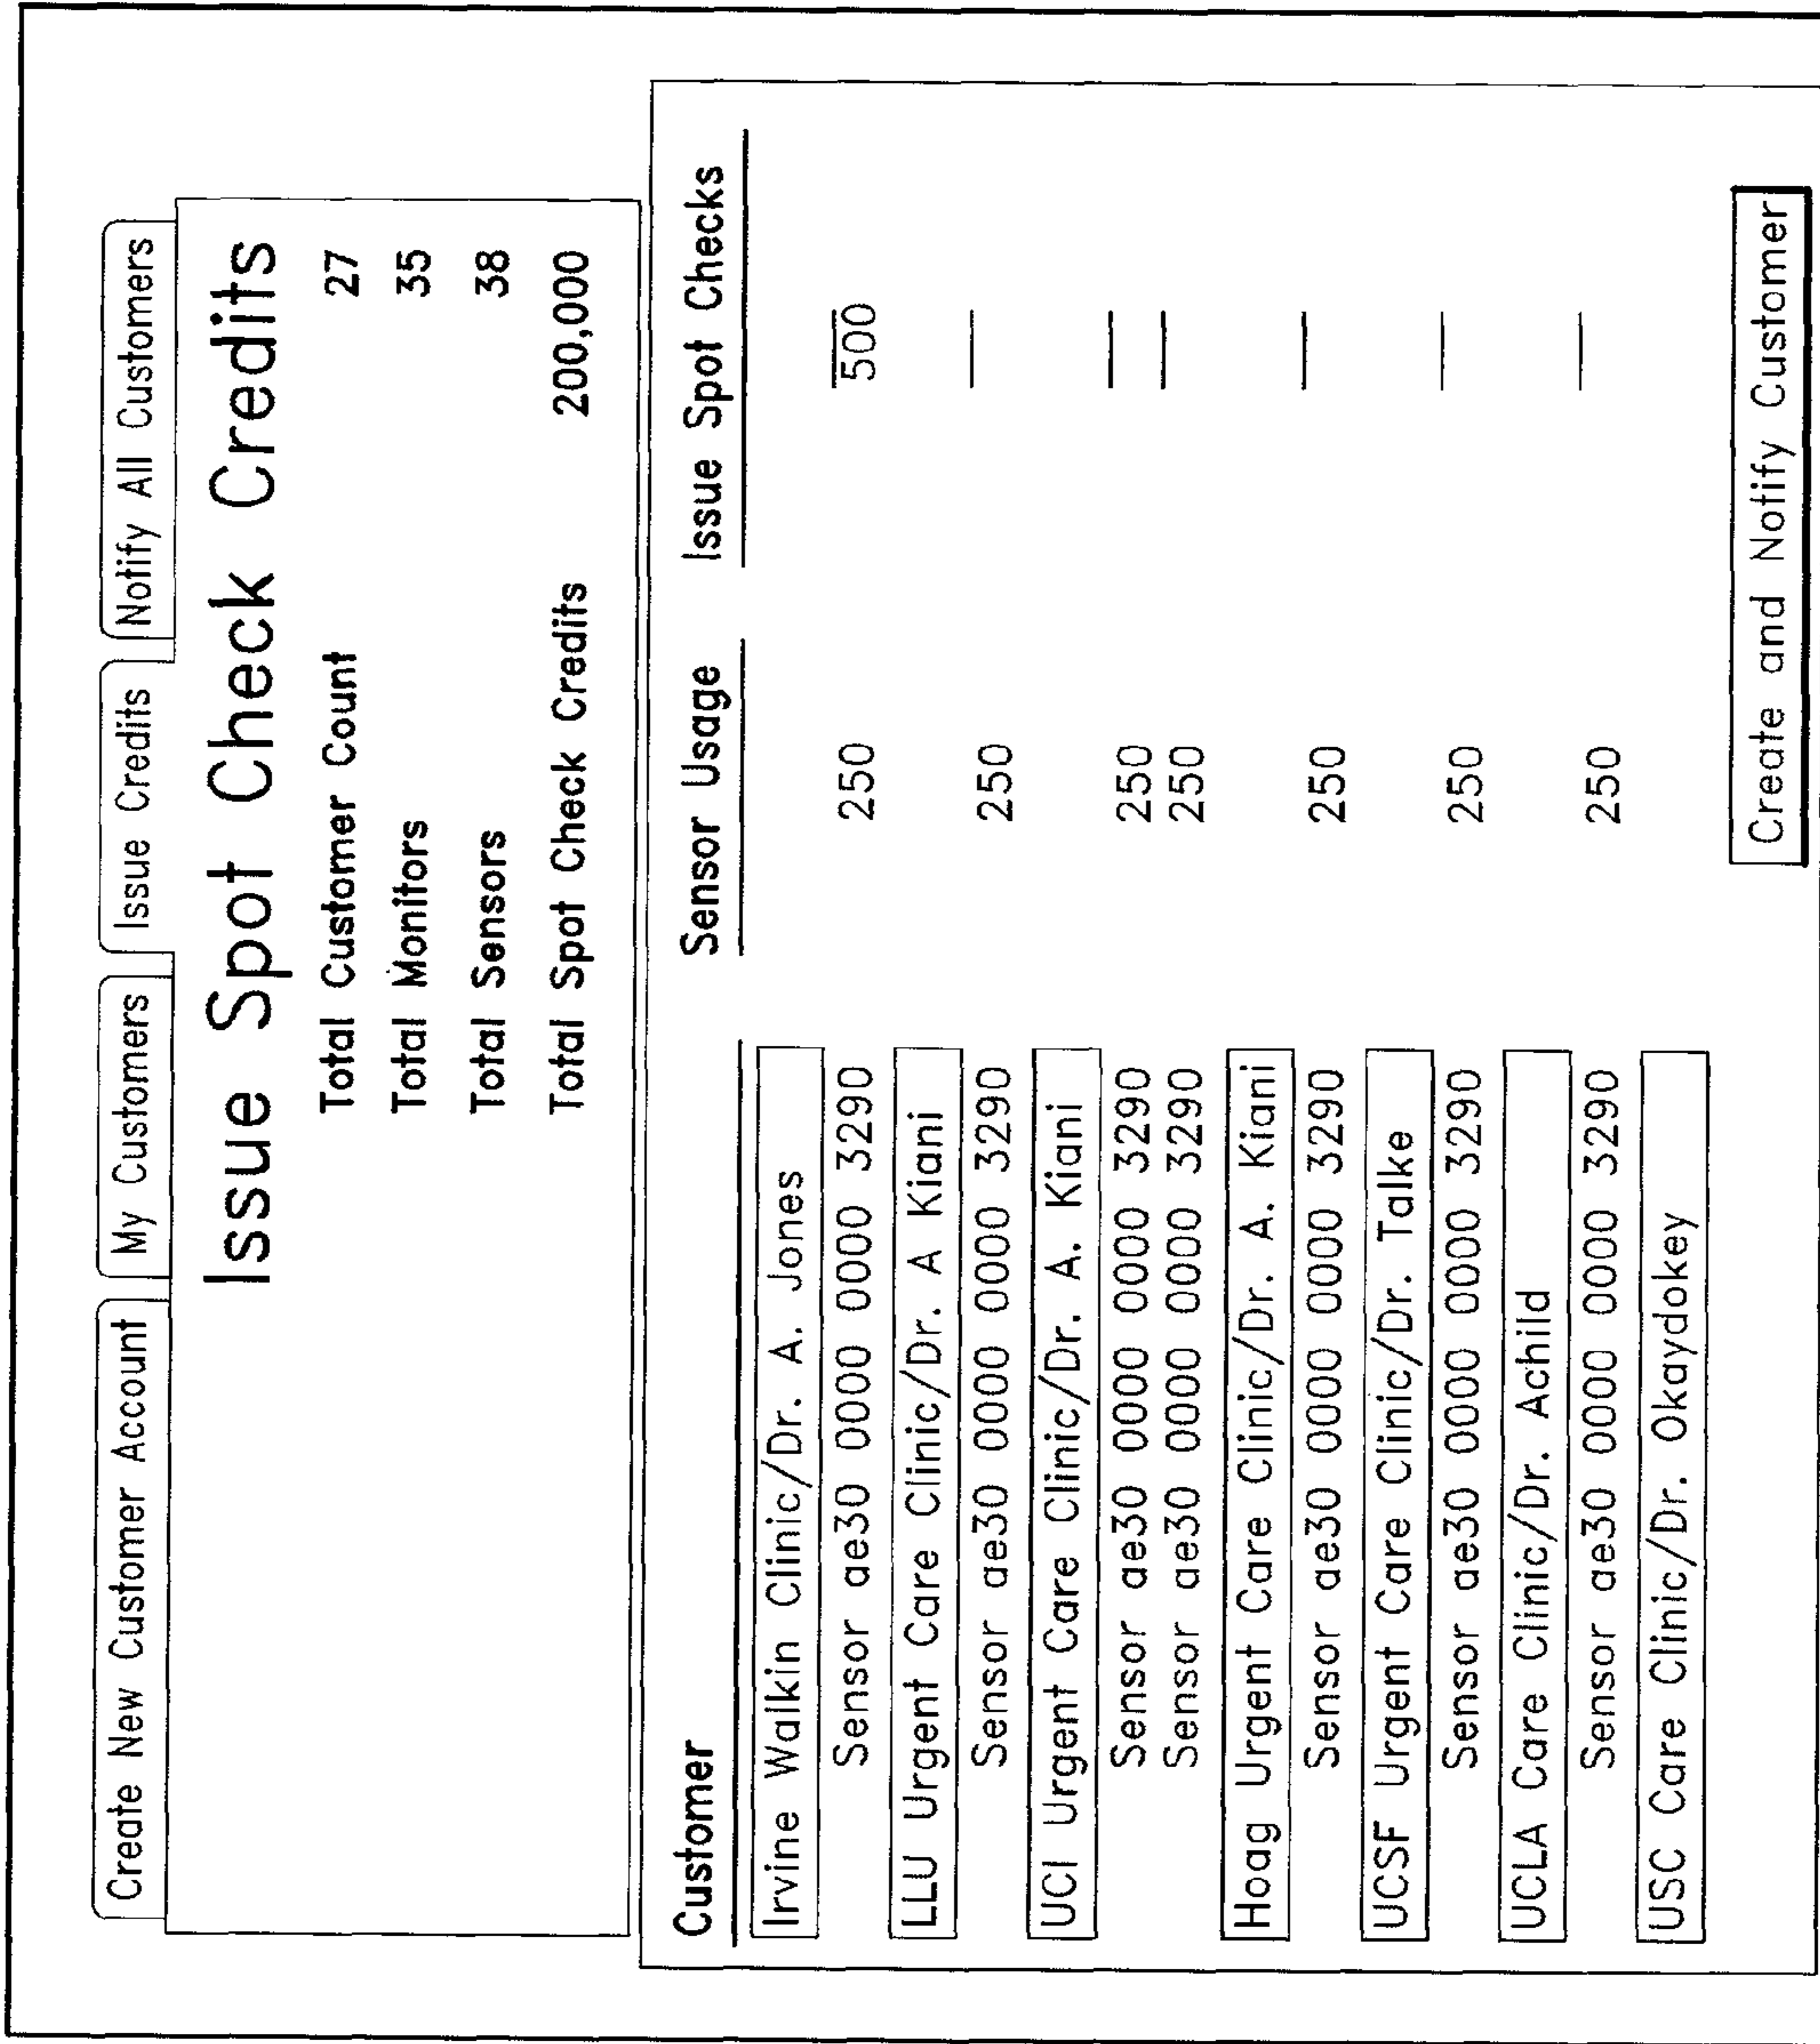 Create New Customer Account My Customers Issue Credits Notify All Customers
Issue Spot Check Credits
Total Customer Count 27
Total Monitors 35
Total Sensors 38
Total Spot Check Credits 200,000
Customer Sensor Usage Issue Spot Checks
Irvine Walkin Clinic/Dr. A. Jones
Sensor ae30 0000 0000 3290 250 500
LLU Urgent Care Clinic/Dr. A Kiani
Sensor ae30 0000 0000 3290 250
UCI Urgent Care Clinic/Dr. A. Kiani
Sensor ae30 0000 0000 3290 250
Sensor ae30 0000 0000 3290 250
Hoag Urgent Care Clinic/Dr. A. Kiani
Sensor ae30 0000 0000 3290 250
UCSF Urgent Care Clinic/Dr. Talke
Sensor ae30 0000 0000 3290 250
UCLA Care Clinic/Dr. Achild
Sensor ae30 0000 0000 3290 250
USC Care Clinic/Dr. Okaydokey
Create and Notify Customer